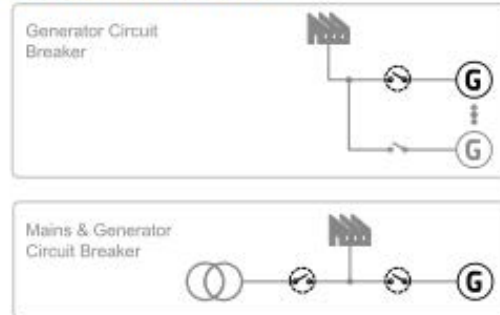 Generator Circuit
Breaker
G
G
Mains & Generator
Circuit Breaker
G